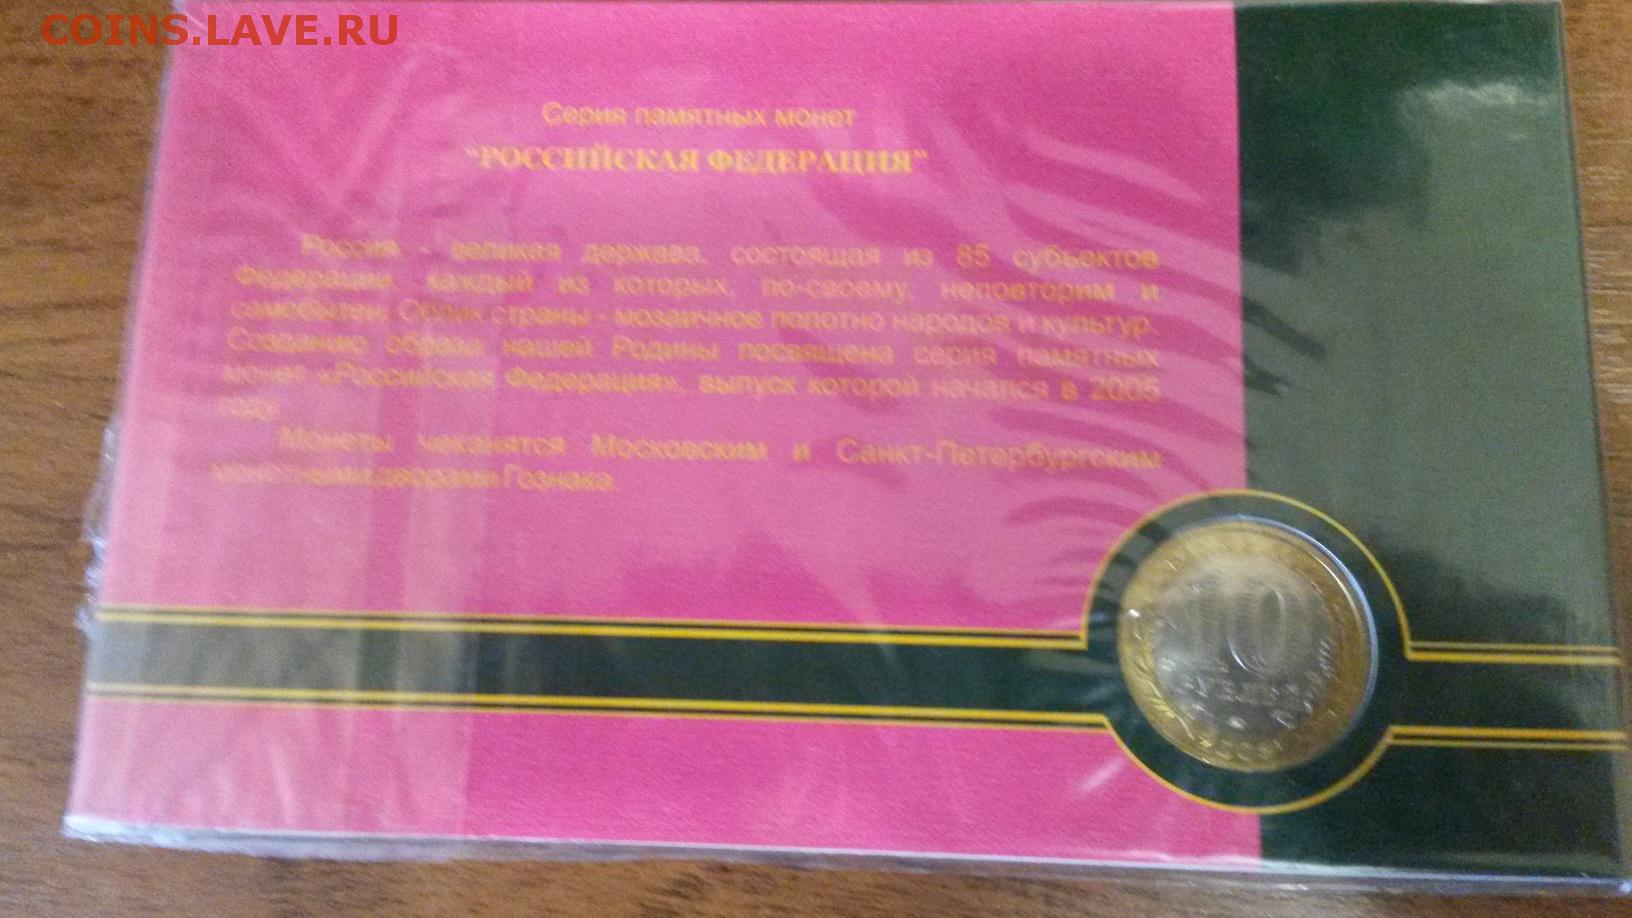 COINS.LAVE.RU
Серия памятных монет
"РОССИЙСКАЯ ФЕДЕРАЦИЯ"
Россия - великая держава, состоящая из 85 субъектов
Федерации, каждый из которых, по-своему, неповторим и
самобытен. Облик страны - мозаичное полотно народов и культур.
Созданию образа нашей Родины посвящена серия памятных
монет «Российская Федерация», выпуск которой начался в 2005
году.
Монеты чеканятся Московским и Санкт-Петербургским
монетными дворами Гознака.
10
РУБЛЕЙ